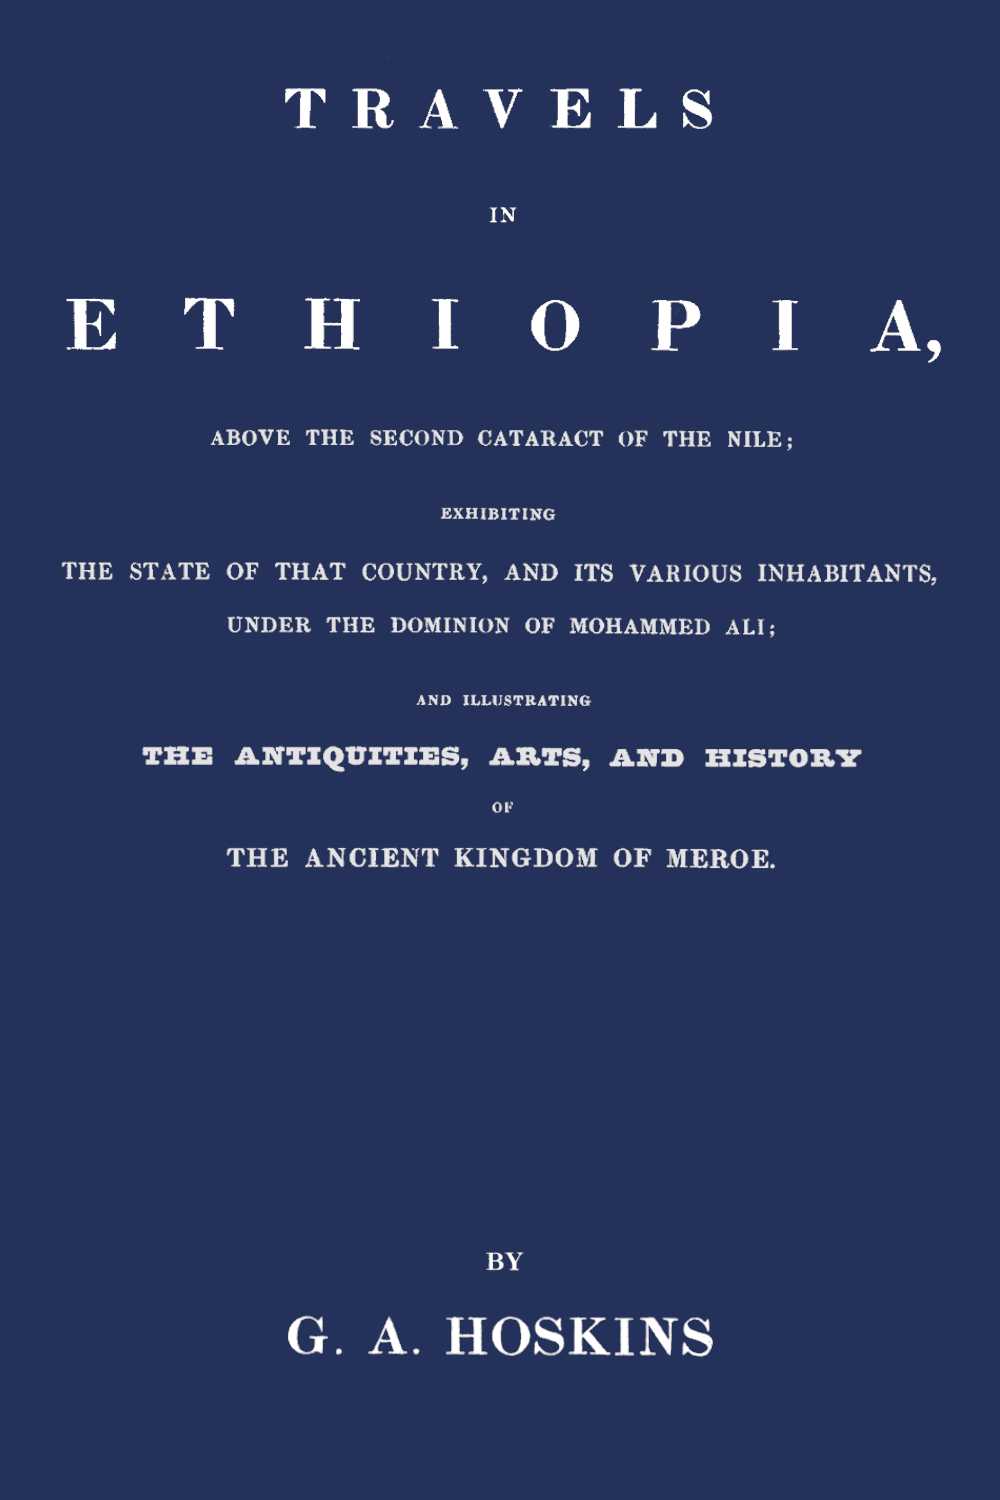 TRAVELS
IN
ETHIOPIA,
ABOVE THE SECOND CATARACT OF THE NILE;
EXHIBITING
THE STATE OF THAT COUNTRY, AND ITS VARIOUS INHABITANTS,
UNDER THE DOMINION OF MOHAMMED ALI;
AND ILLUSTRATING
THE ANTIQUITIES, ARTS, AND HISTORY
OF
THE ANCIENT KINGDOM OF MEROE.
BY
G. A. HOSKINS